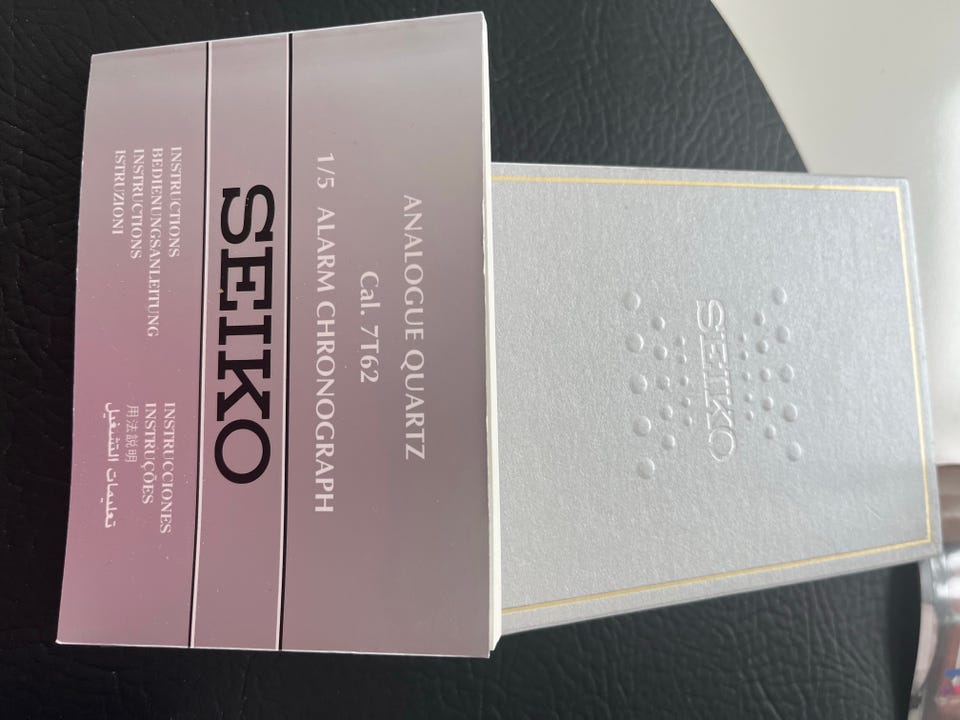 ANALOGUE QUARTZ
Cal. 7T62
1/5 ALARM CHRONOGRAPH
SEIKO
INSTRUCTIONS
BEDIENUNGSANLEITUNG
INSTRUCTIONS
ISTRUZIONI
INSTRUCCIONES
INSTRUÇÕES
用法説明
تعليمات التشغيل
SEIKO